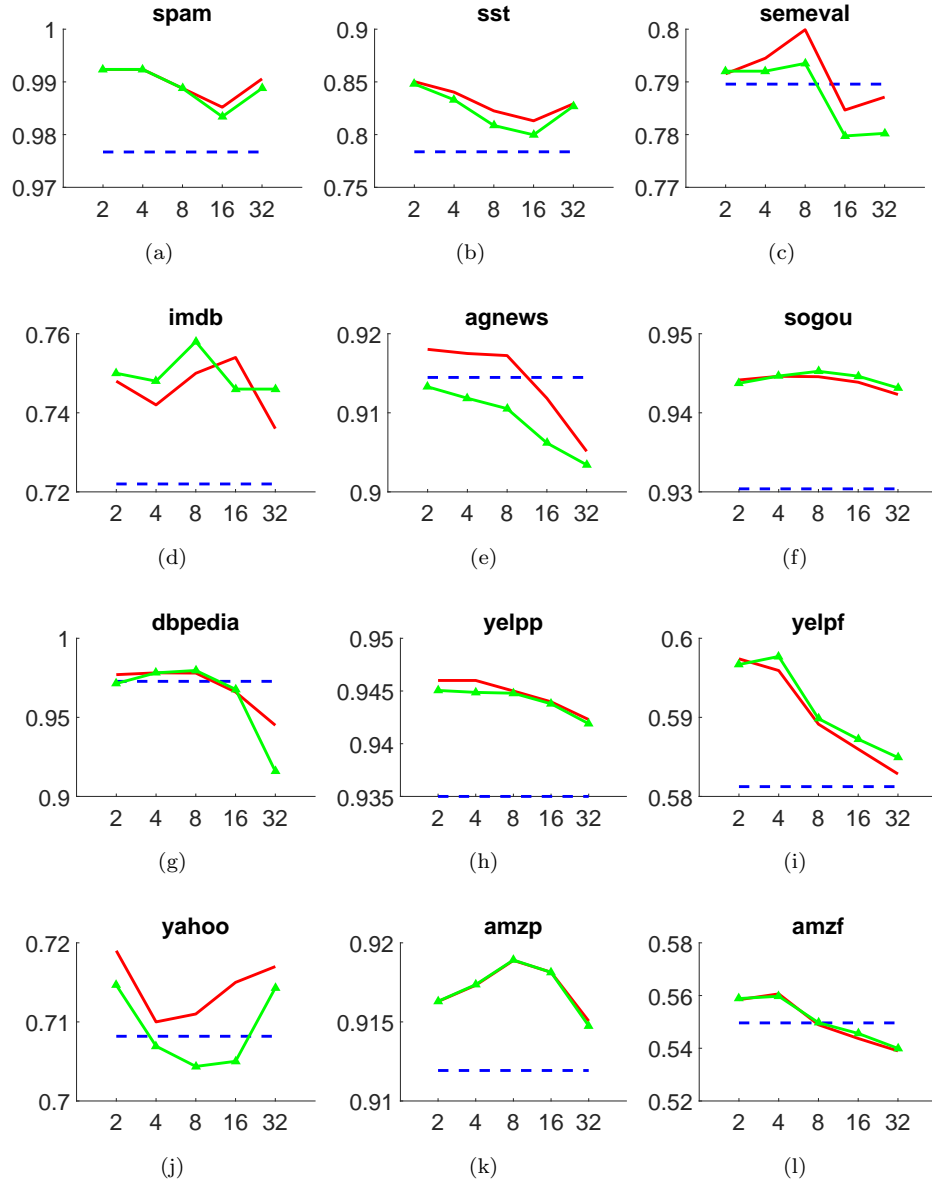 spam sst semeval
1 0.9 0.8
0.99 0.85 0.79
0.98 0.8 0.78
0.97 0.75 0.77
2 4 8 16 32 2 4 8 16 32 2 4 8 16 32
(a) (b) (c)
imdb agnews sogou
0.76 0.92 0.95
0.74 0.91 0.94
0.72 0.9 0.93
2 4 8 16 32 2 4 8 16 32 2 4 8 16 32
(d) (e) (f)
dbpedia yelpp yelpf
1 0.95 0.6
0.945 0.59
0.95
0.94
0.9 0.935 0.58
2 4 8 16 32 2 4 8 16 32 2 4 8 16 32
(g) (h) (i)
yahoo amzp amzf
0.72 0.92 0.58
0.56
0.71 0.915
0.54
0.7 0.91 0.52
2 4 8 16 32 2 4 8 16 32 2 4 8 16 32
(j) (k) (l)